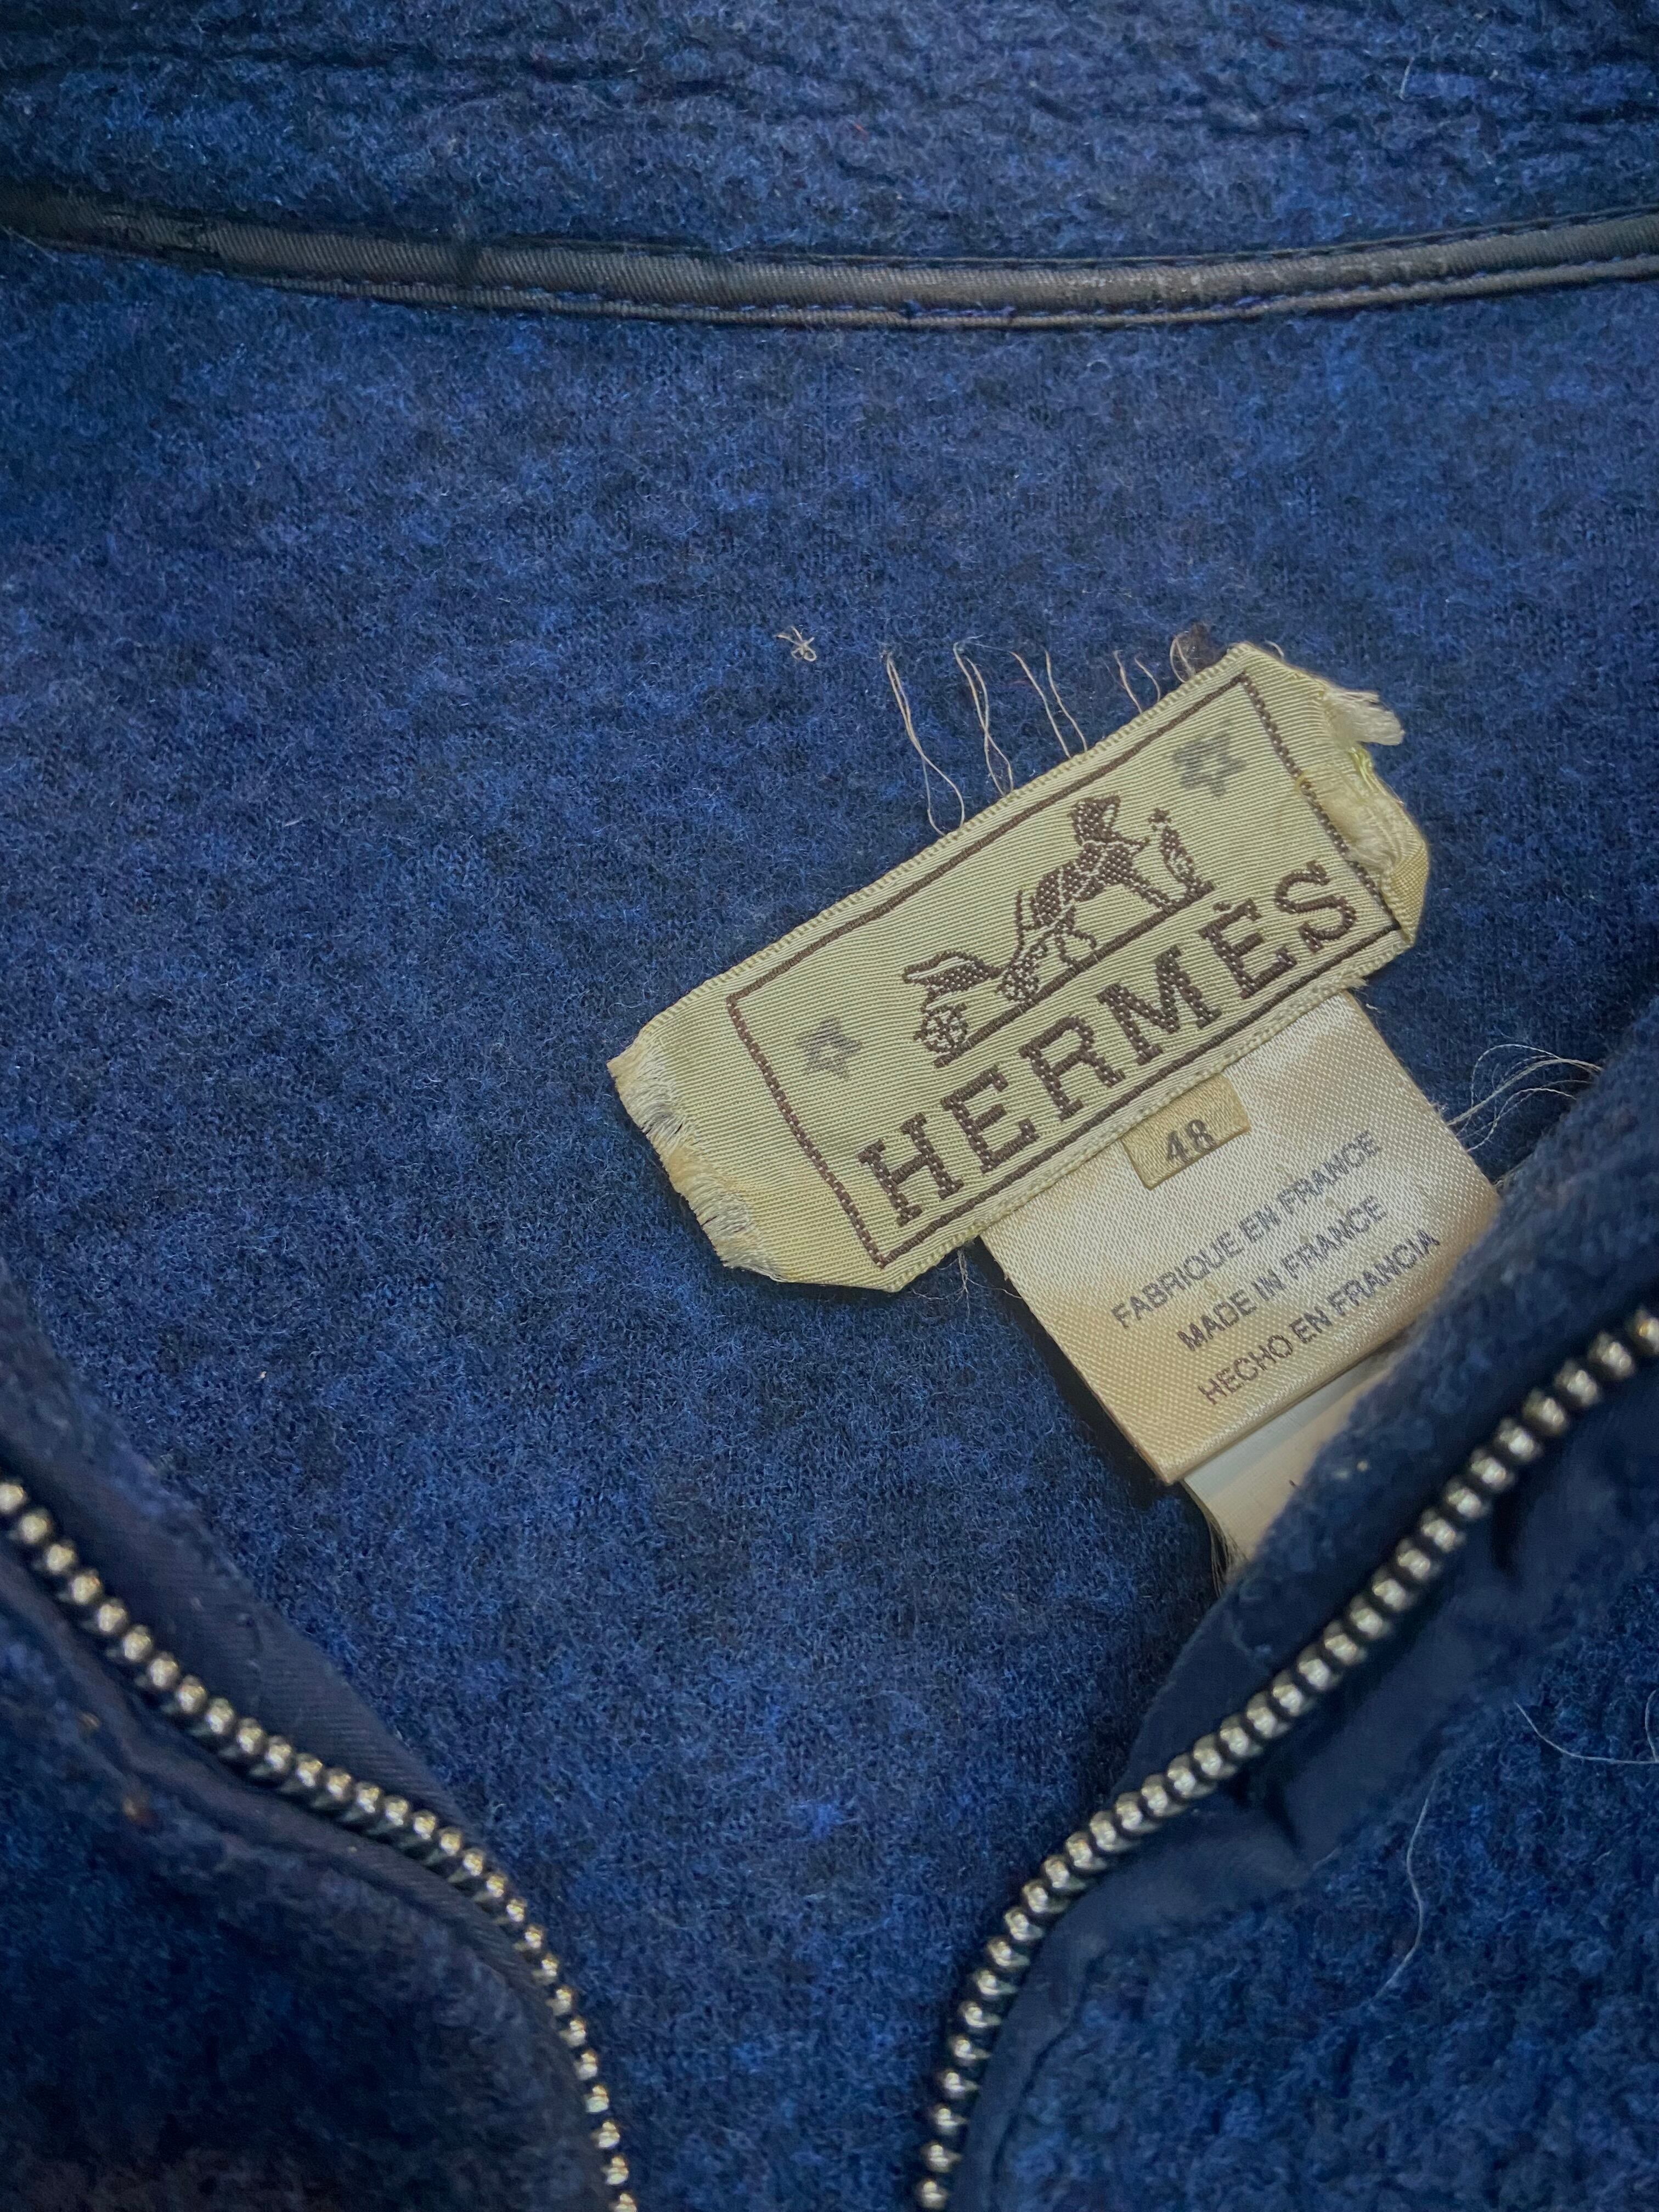 HERMÈS
48
FABRIQUE EN FRANCE
MADE IN FRANCE
HECHO EN FRANCIA